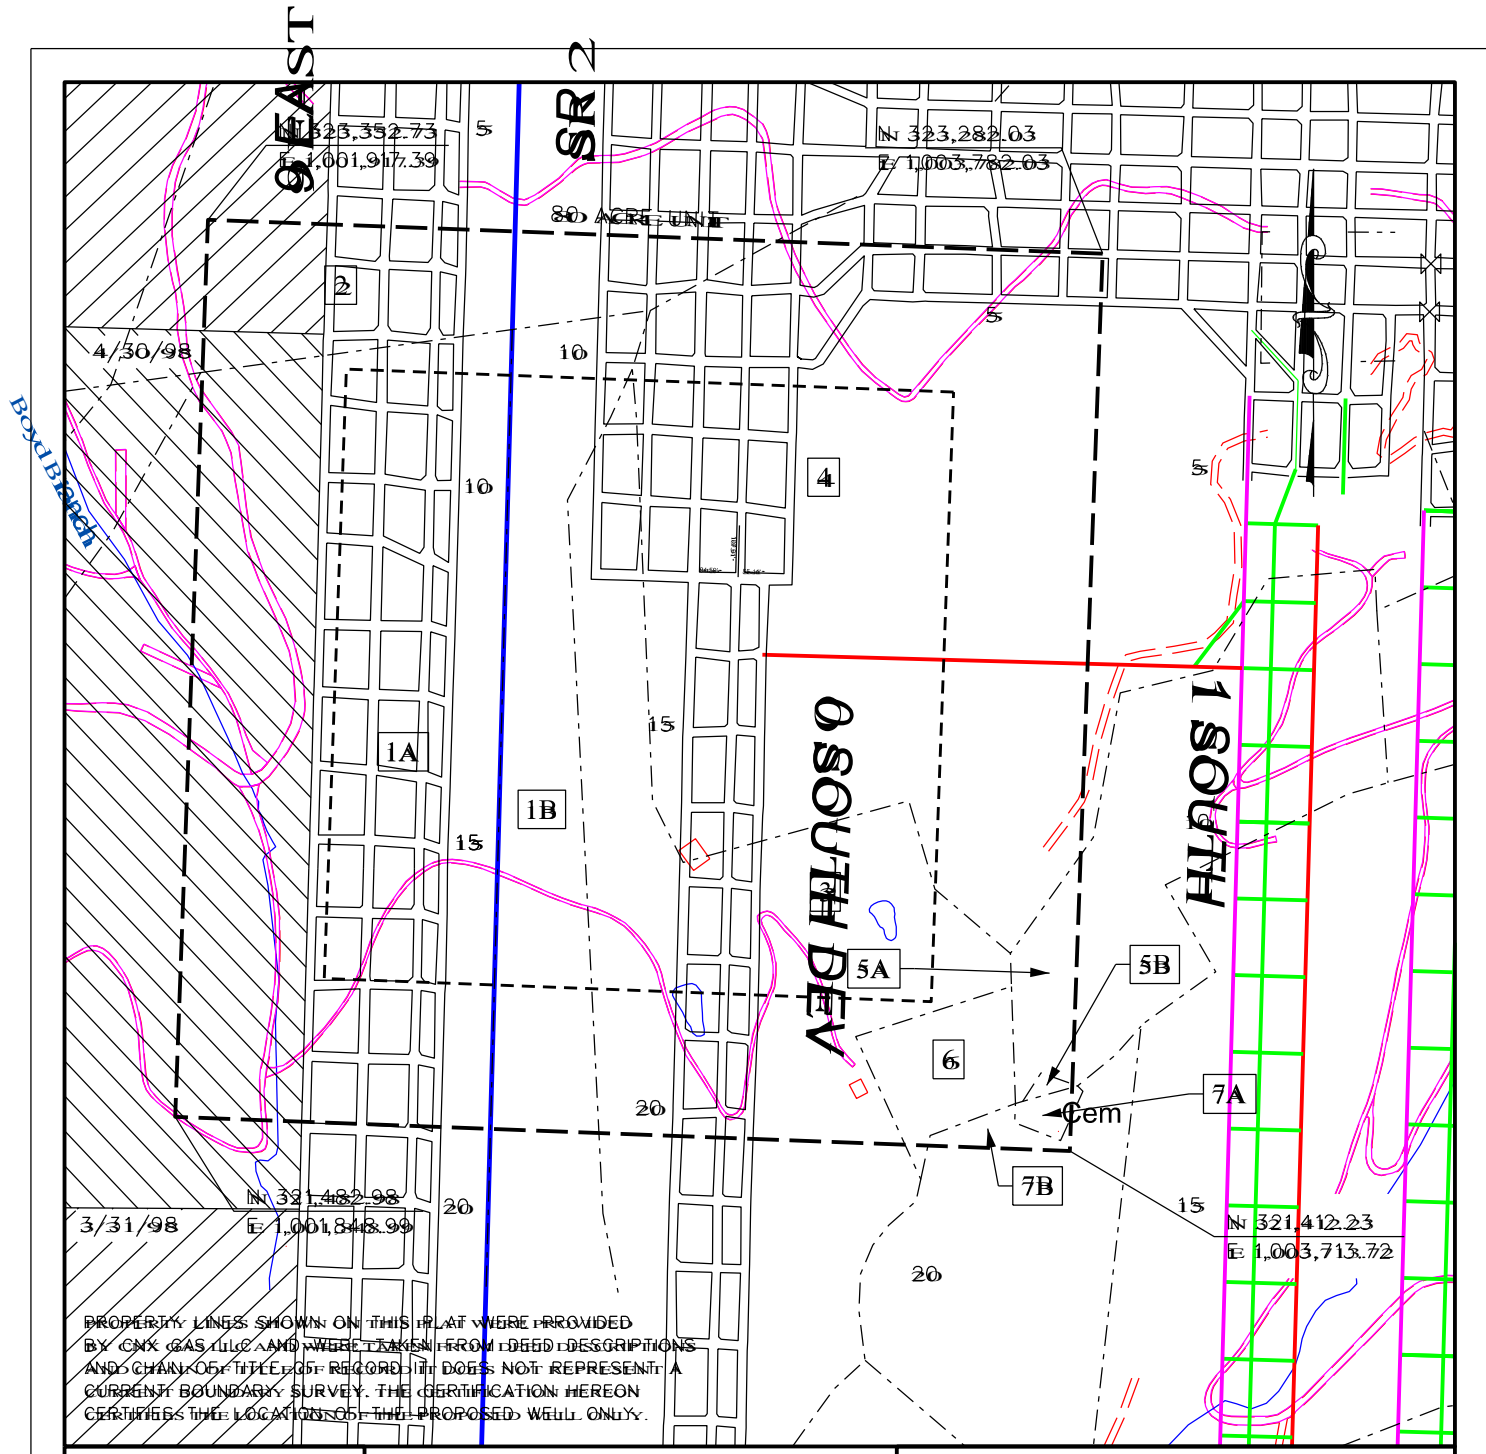 9 EAST
SR 2
N 323,352.73
E 1,001,917.39
5
N 323,282.03
E 1,003,782.03
80 ACRE UNIT
2
5
4/30/98
10
Boyd Branch
10
4
5
15
1A
1B
15
6 SOUTH DEV
1 SOUTH
10
3
5A
5B
1
6
7A
20
Cem
7B
N 321,482.98
E 1,001,848.99
20
3/31/98
15
N 321,412.23
E 1,003,713.72
20
PROPERTY LINES SHOWN ON THIS PLAT WERE PROVIDED
BY CNX GAS LLC AND WERE TAKEN FROM DEED DESCRIPTIONS
AND CHAIN OF TITLE OF RECORD IT DOES NOT REPRESENT A
CURRENT BOUNDARY SURVEY. THE CERTIFICATION HEREON
CERTIFIES THE LOCATION OF THE PROPOSED WELL ONLY.